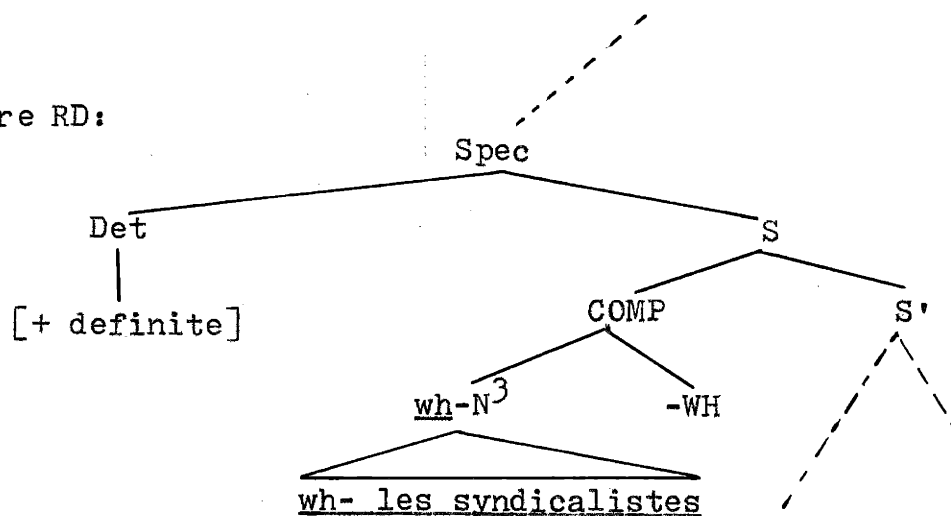 re RD:
Spec
Det S
[+ definite] COMP S'
wh-N³ -WH
wh- les syndicalistes